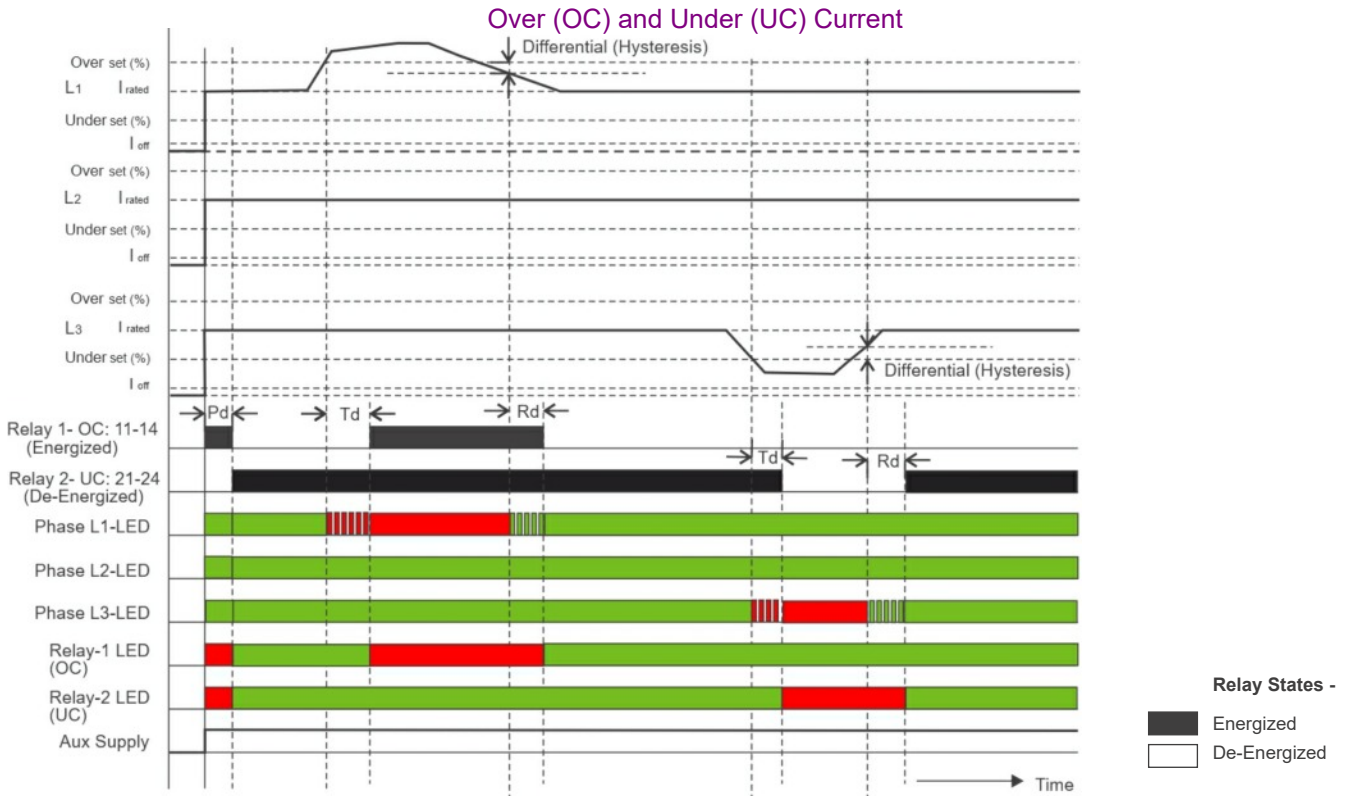 Over (OC) and Under (UC) Current
Differential (Hysteresis)
Over set (%)
L1 I rated
Under set (%)
I off
Over set (%)
L2 I rated
Under set (%)
I off
Over set (%)
L3 I rated
Under set (%)
I off
Differential (Hysteresis)
Pd Td Rd
Relay 1- OC: 11-14
(Energized)
Td Rd
Relay 2- UC: 21-24
(De-Energized)
Phase L1-LED
Phase L2-LED
Phase L3-LED
Relay-1 LED
(OC)
Relay-2 LED
(UC)
Aux Supply
Time
Relay States -
Energized
De-Energized